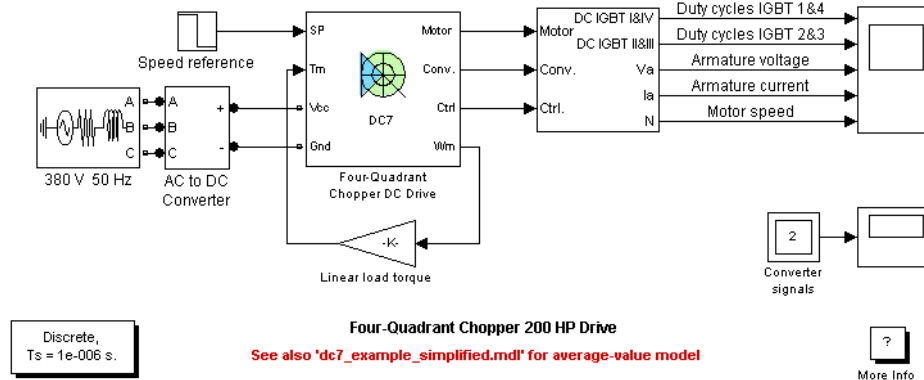 Speed reference
SP
Tm
Vcc
Gnd
DC7
Motor
Conv.
Ctrl
Wm
Four-Quadrant
Chopper DC Drive
Motor
Conv.
Ctrl.
DC IGBT I&IV
DC IGBT II&III
Va
Ia
N
Duty cycles IGBT 1&4
Duty cycles IGBT 2&3
Armature voltage
Armature current
Motor speed
A
B
C
380 V 50 Hz
A
B
C
+
-
AC to DC
Converter
-K-
Linear load torque
2
Converter
signals
Discrete,
Ts = 1e-006 s.
Four-Quadrant Chopper 200 HP Drive
See also 'dc7_example_simplified.mdl' for average-value model
?
More Info